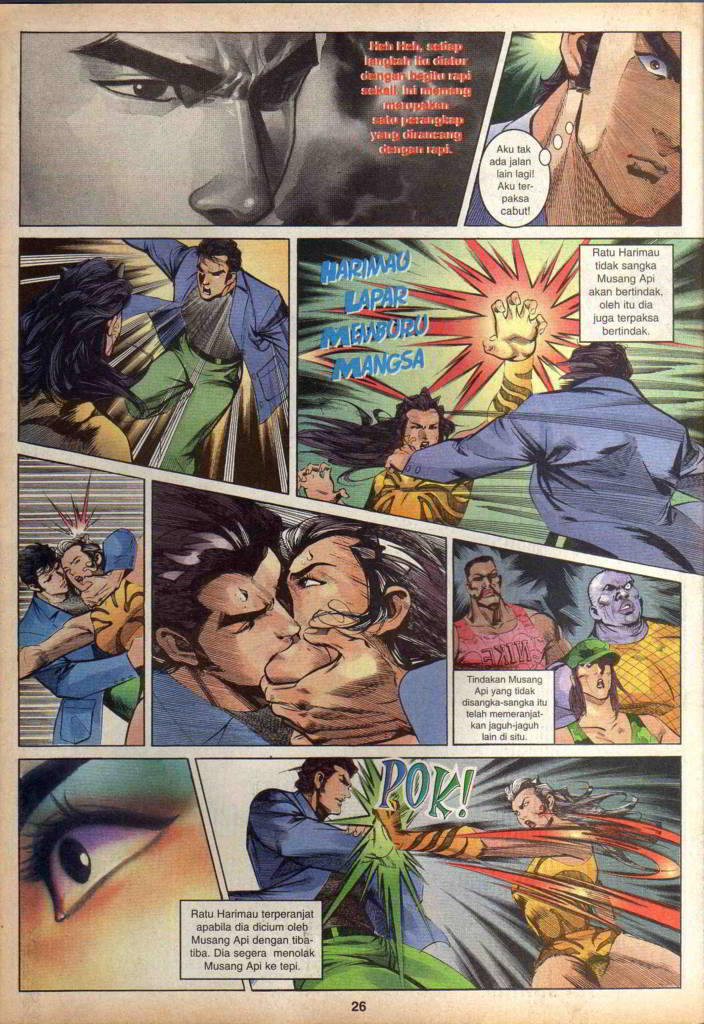 Heh Heh, setiap
langkah itu diatur
dengan begitu rapi
sekali. Ini memang
merupakan
satu perangkap
yang dirancang
dengan rapi.
Aku tak
ada jalan
lain lagi!
Aku ter-
paksa
cabut!
HARIMAU
LAPAR
MEMBURU
MANGSA
Ratu Harimau
tidak sangka
Musang Api
akan bertindak,
oleh itu dia
juga terpaksa
bertindak.
NIKE
Tindakan Musang
Api yang tidak
disangka-sangka itu
telah memeranjat-
kan jaguh-jaguh
lain di situ.
POK!
Ratu Harimau terperanjat
apabila dia dicium oleh
Musang Api dengan tiba-
tiba. Dia segera menolak
Musang Api ke tepi.
26